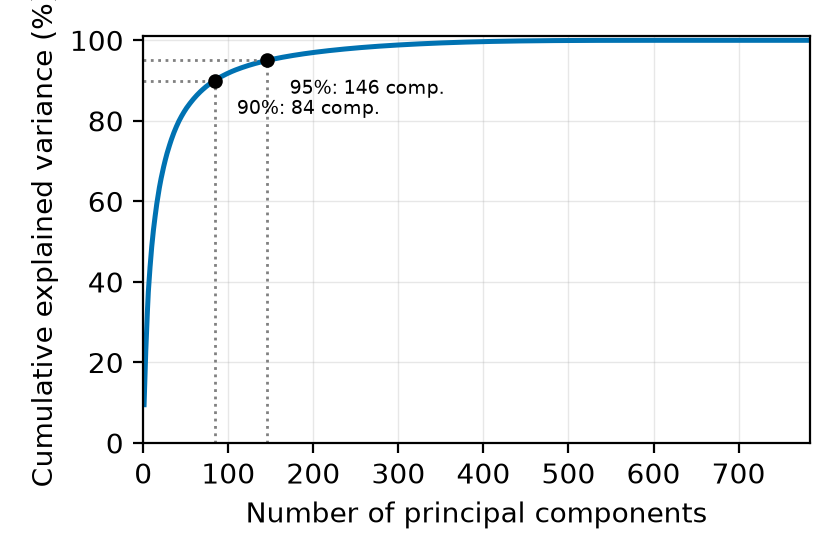 Cumulative explained variance (%
100
80
60
40
20
0
95%: 146 comp.
90%: 84 comp.
0 100 200 300 400 500 600 700
Number of principal components